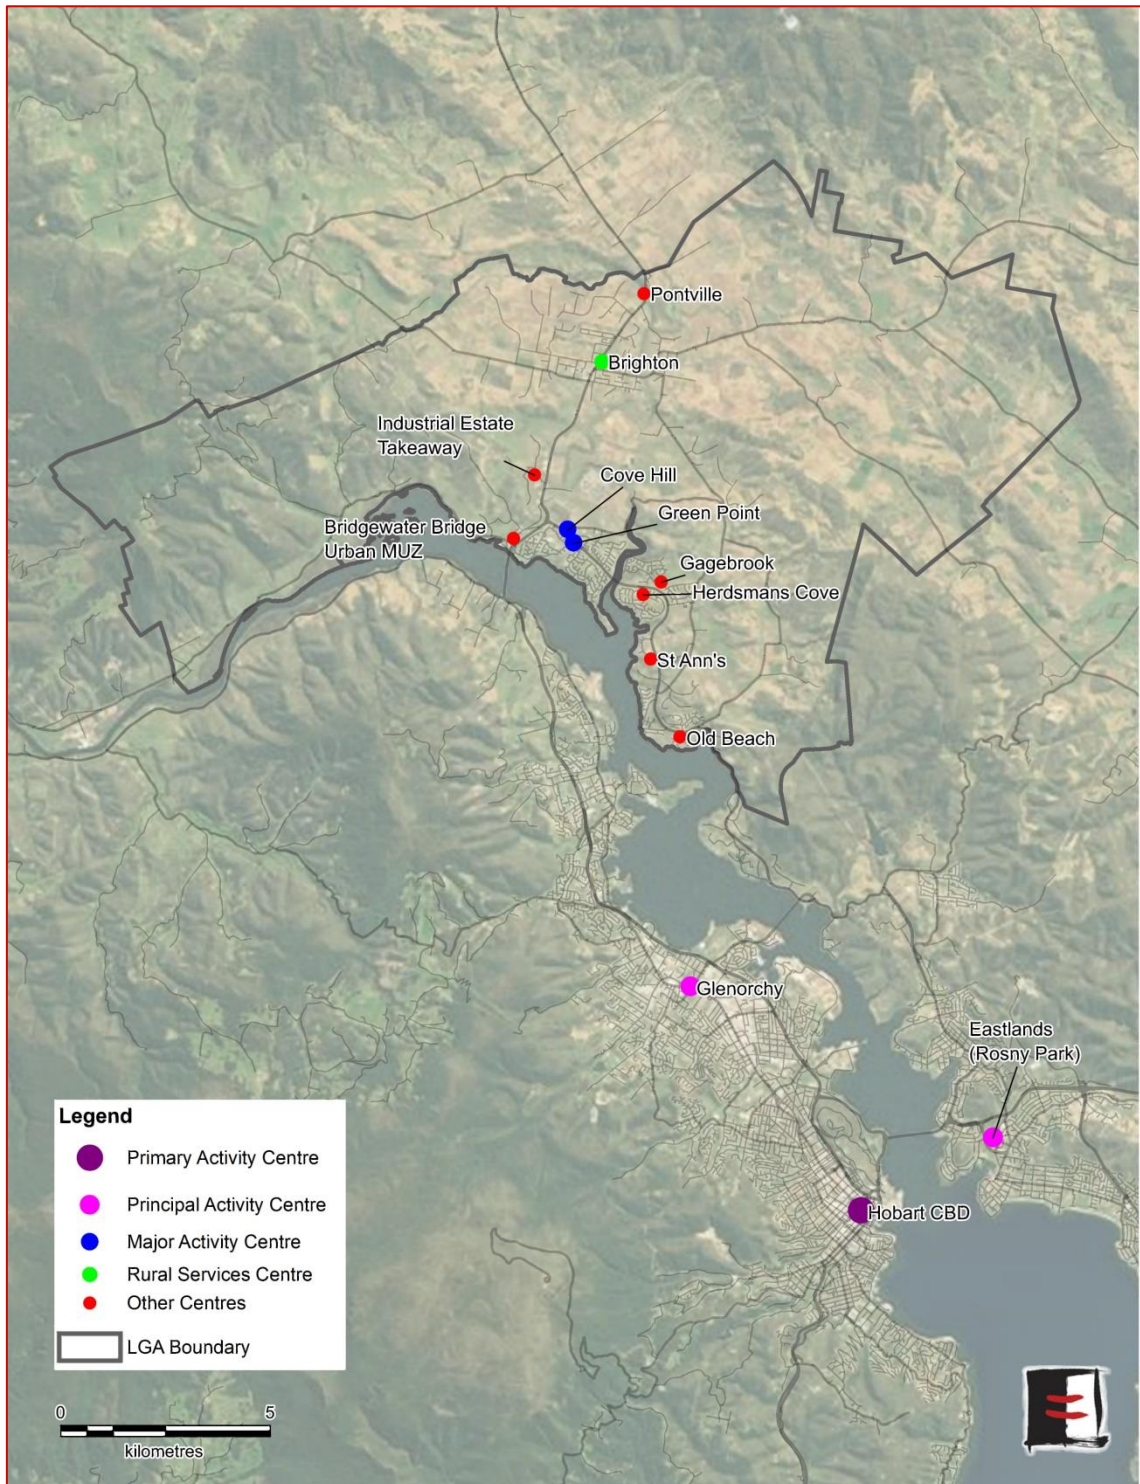 Pontville
Brighton
Industrial Estate
Takeaway
Cove Hill
Green Point
Bridgewater Bridge
Urban MUZ
Gagebrook
Herdsmans Cove
St Ann's
Old Beach
Glenorchy
Eastlands
(Rosny Park)
Hobart CBD
Legend
Primary Activity Centre
Principal Activity Centre
Major Activity Centre
Rural Services Centre
Other Centres
LGA Boundary
0 5
kilometres